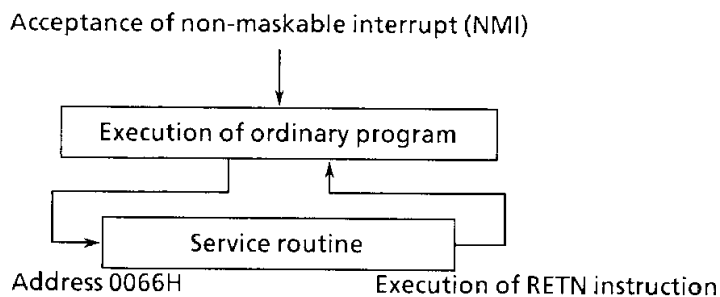 Acceptance of non-maskable interrupt (NMI)
Execution of ordinary program
Service routine
Address 0066H
Execution of RETN instruction